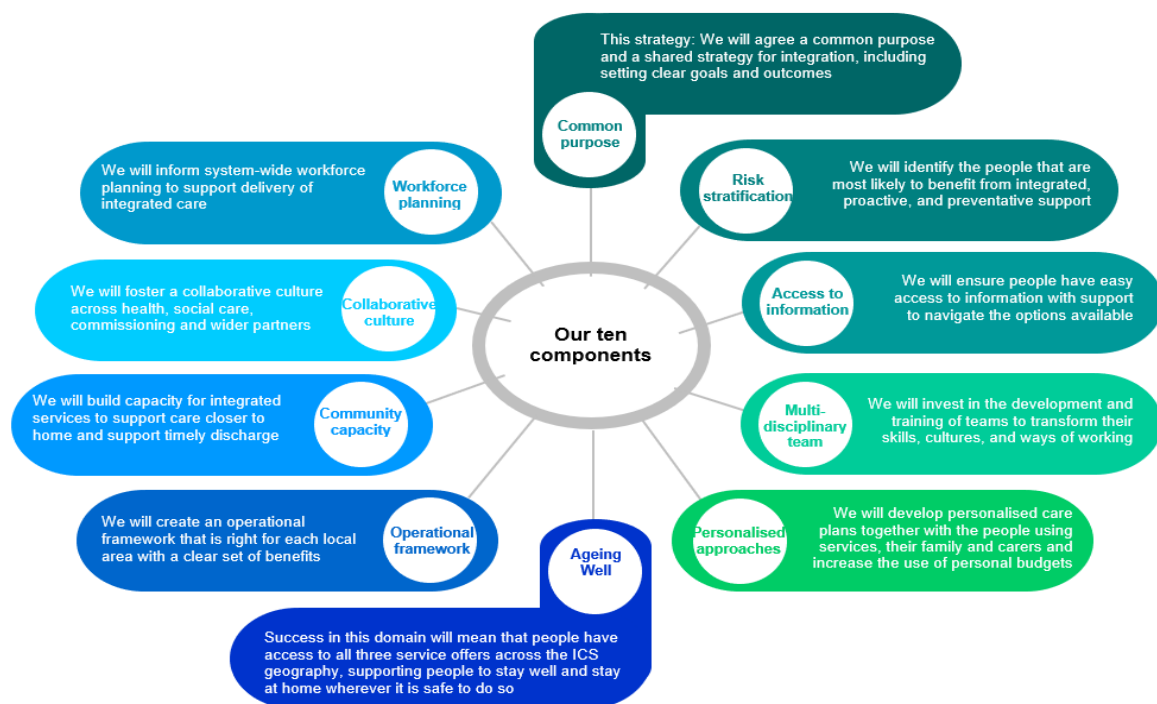 This strategy: We will agree a common purpose
and a shared strategy for integration, including
setting clear goals and outcomes
Common
purpose
We will identify the people that are
most likely to benefit from integrated,
proactive, and preventative support
Risk
stratification
We will ensure people have easy
access to information with support
to navigate the options available
Access to
information
We will invest in the development and
training of teams to transform their
skills, cultures, and ways of working
Multi-
disciplinary
team
We will develop personalised care
plans together with the people using
services, their family and carers and
increase the use of personal budgets
Personalised
approaches
Ageing
Well
Success in this domain will mean that people have
access to all three service offers across the ICS
geography, supporting people to stay well and stay
at home wherever it is safe to do so
We will create an operational
framework that is right for each local
area with a clear set of benefits
Operational
framework
We will build capacity for integrated
services to support care closer to
home and support timely discharge
Community
capacity
We will foster a collaborative culture
across health, social care,
commissioning and wider partners
Collaborative
culture
We will inform system-wide workforce
planning to support delivery of
integrated care
Workforce
planning
Our ten
components